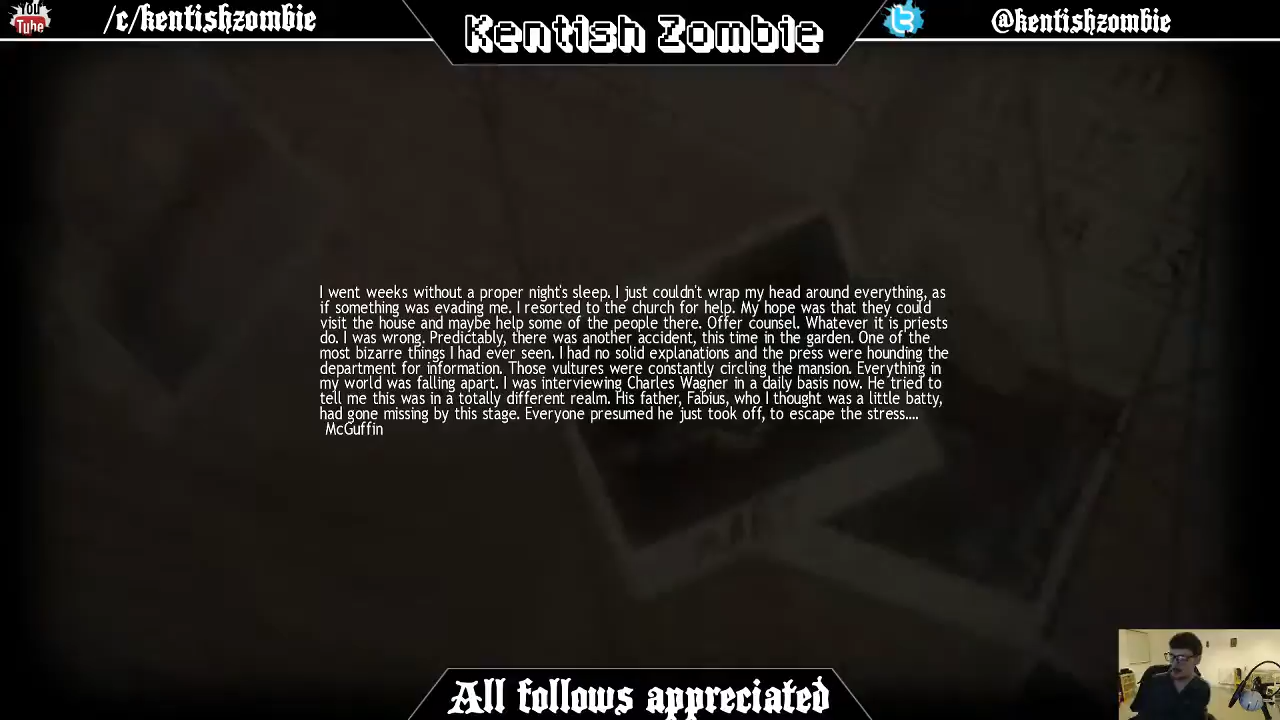 You
Tube
/c/kentishzombie
Kentish Zombie
@kentishzombie
I went weeks without a proper night's sleep. I just couldn't wrap my head around everything, as
if something was evading me. I resorted to the church for help. My hope was that they could
visit the house and maybe help some of the people there. Offer counsel. Whatever it is priests
do. I was wrong. Predictably, there was another accident, this time in the garden. One of the
most bizarre things I had ever seen. I had no solid explanations and the press were hounding the
department for information. Those vultures were constantly circling the mansion. Everything in
my world was falling apart. I was interviewing Charles Wagner in a daily basis now. He tried to
tell me this was in a totally different realm. His father, Fabius, who I thought was a little batty,
had gone missing by this stage. Everyone presumed he just took off, to escape the stress....
McGuffin
All follows appreciated